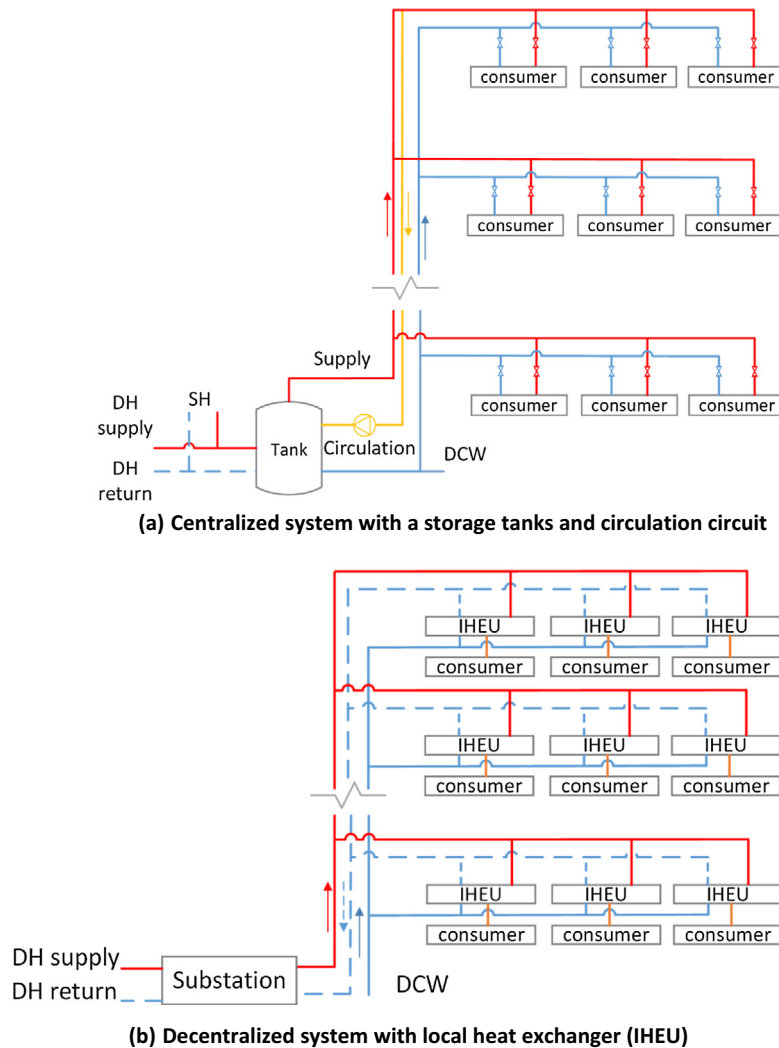 consumer consumer consumer
consumer consumer consumer
Supply
SH
DH
supply
consumer consumer consumer
Tank
Circulation
DCW
DH
return
(a) Centralized system with a storage tanks and circulation circuit
IHEU IHEU IHEU
consumer consumer consumer
IHEU IHEU IHEU
consumer consumer consumer
IHEU IHEU IHEU
consumer consumer consumer
DH supply
Substation
DH return
DCW
(b) Decentralized system with local heat exchanger (IHEU)